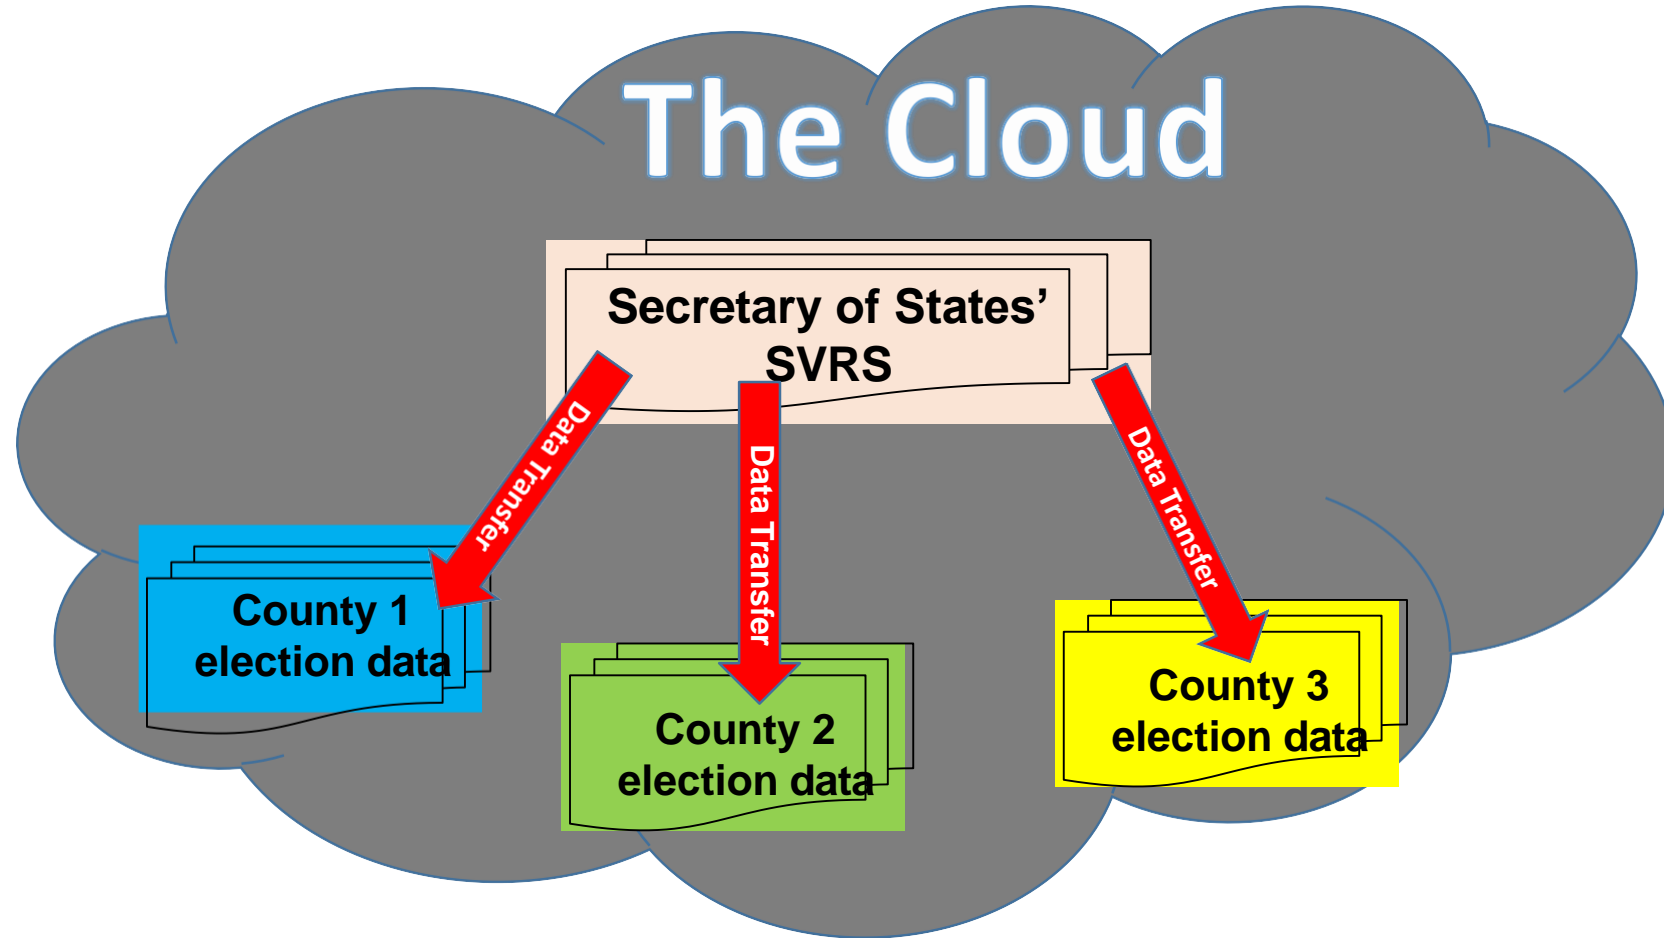 The Cloud
Secretary of States’
SVRS
Data Transfer
Data Transfer
Data Transfer
County 1
election data
County 2
election data
County 3
election data